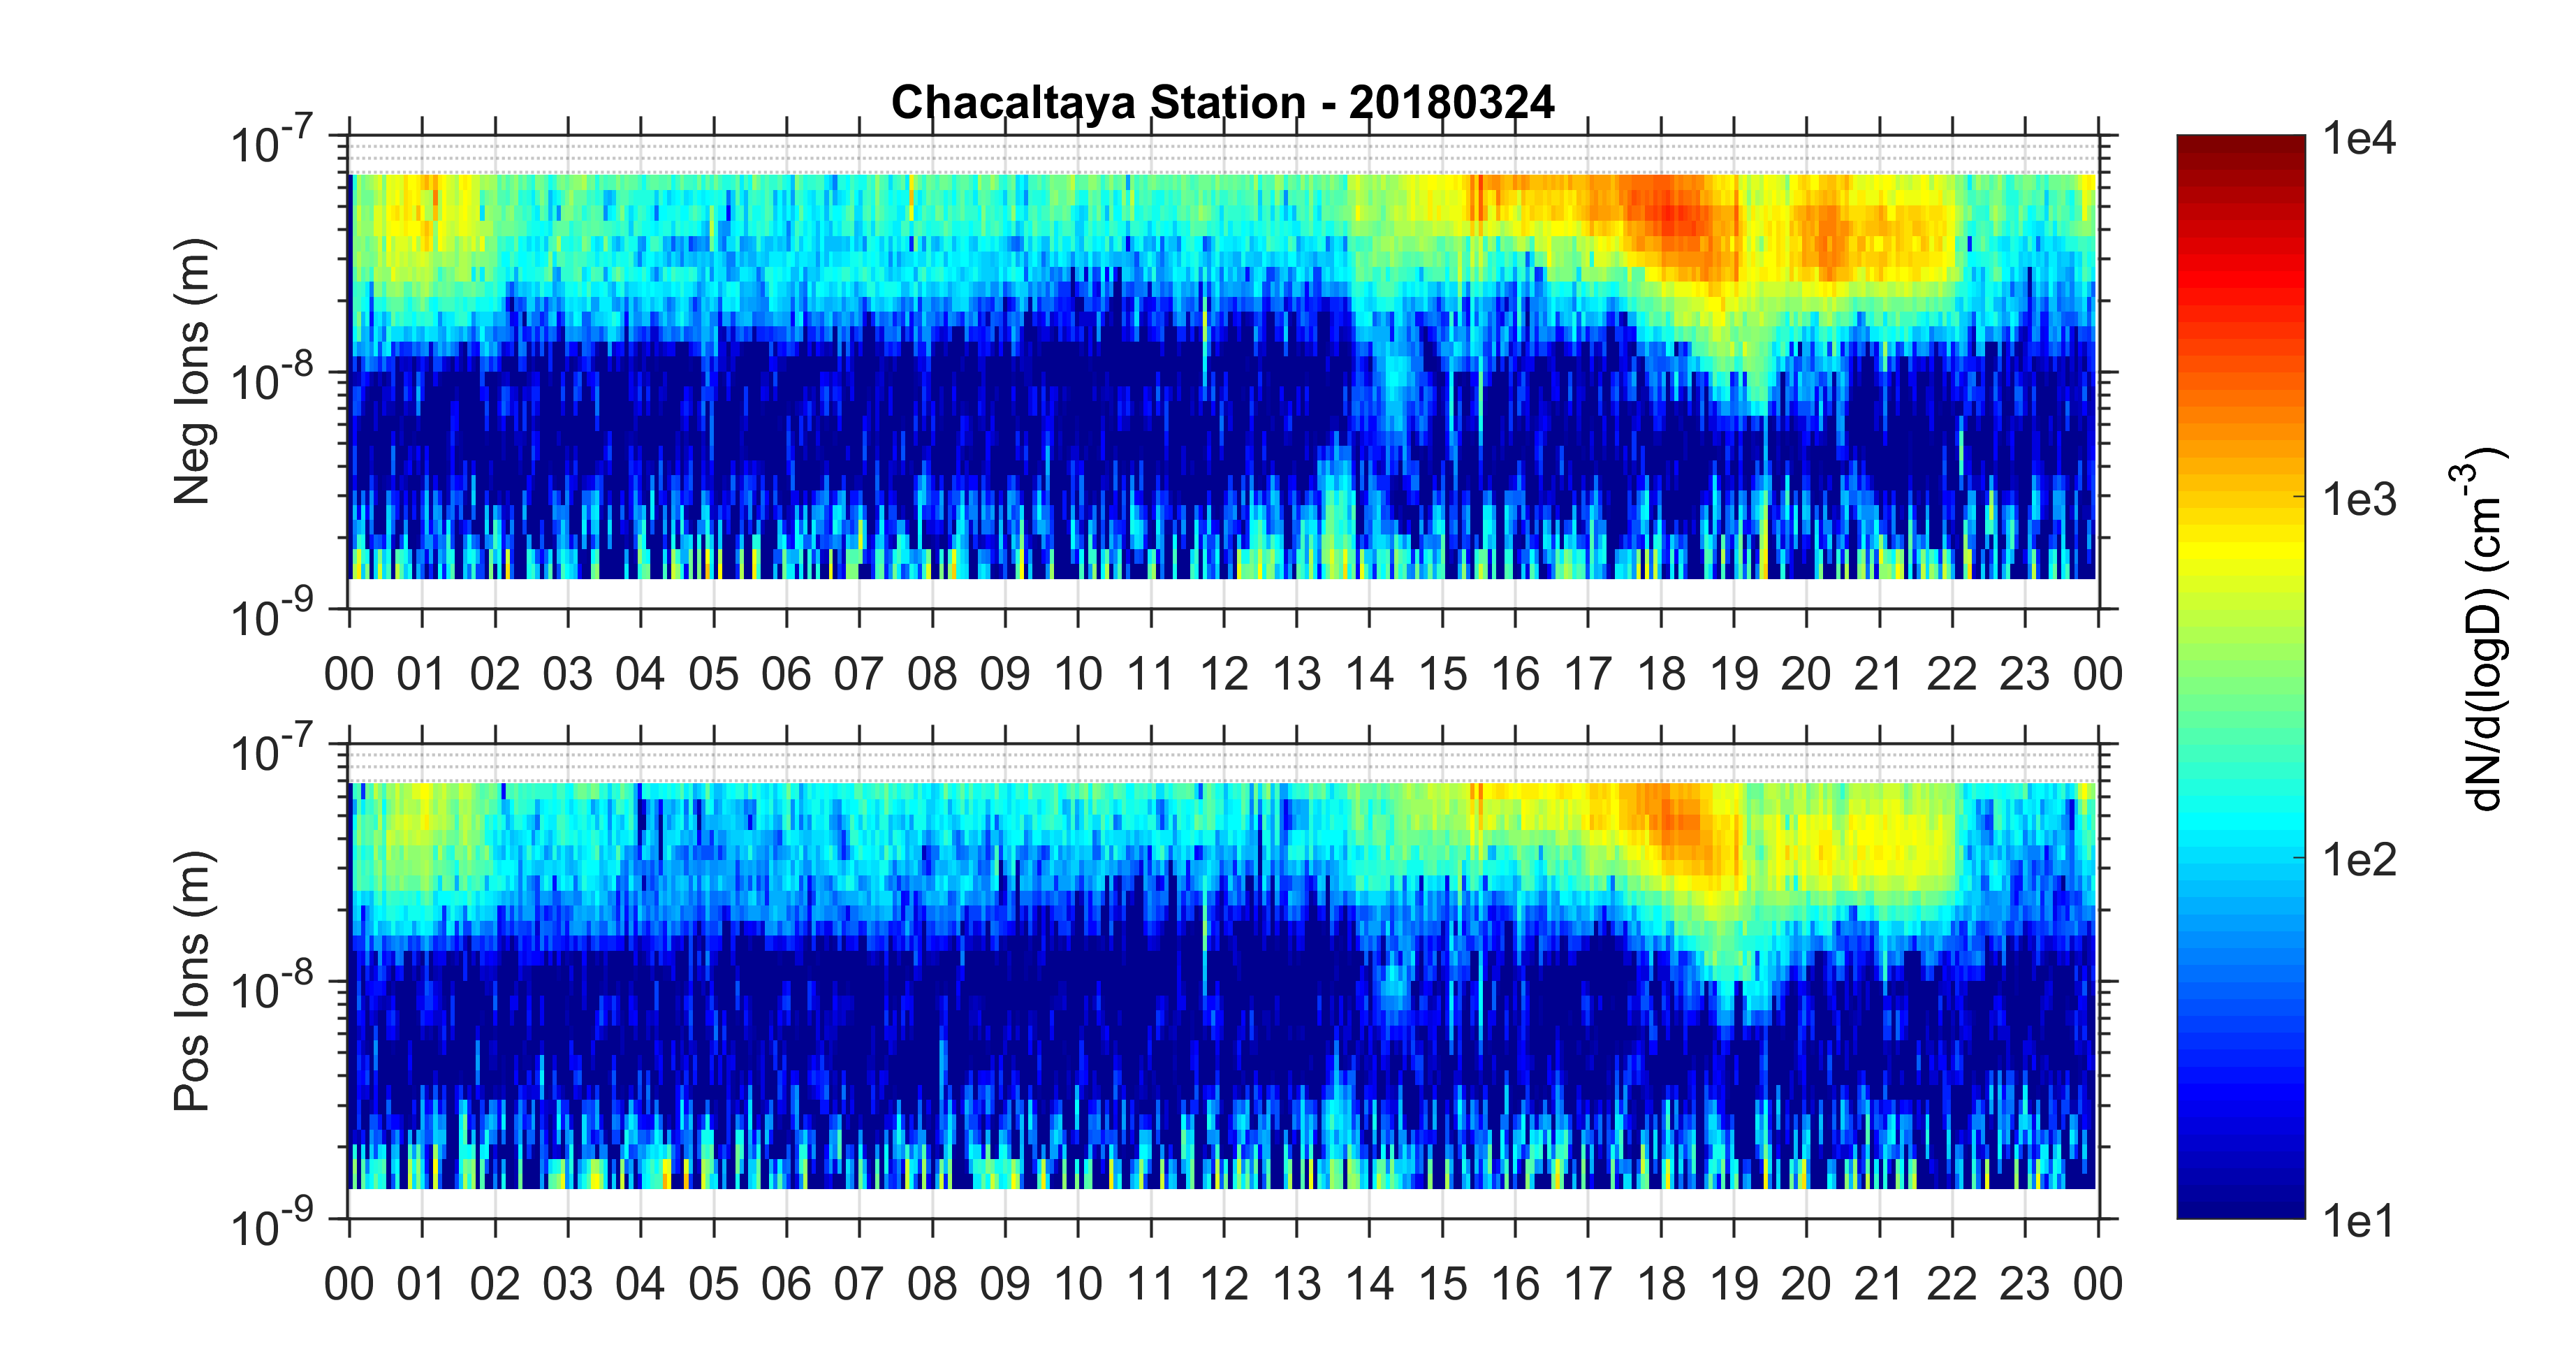 Chacaltaya Station - 20180324
10-7
10-8
10-9
Neg Ions (m)
00 01 02 03 04 05 06 07 08 09 10 11 12 13 14 15 16 17 18 19 20 21 22 23 00
10-7
10-8
10-9
Pos Ions (m)
00 01 02 03 04 05 06 07 08 09 10 11 12 13 14 15 16 17 18 19 20 21 22 23 00
1e4
1e3
1e2
1e1
dN/d(logD) (cm-3)